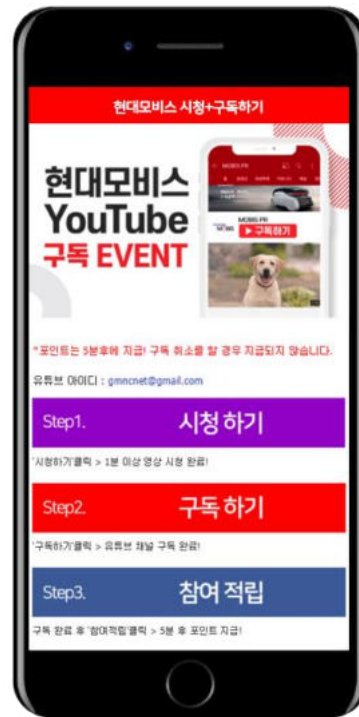 현대모비스 시청+구독하기
현대모비스
YouTube
구독 EVENT
MOBIS PR
MOBIS PR
MOBIS
구독하기
*포인트는 5분후에 지급! 구독 취소를 할 경우 지급되지 않습니다.
유튜브 아이디 : gmncnet@gmail.com
Step1. 시청 하기
'시청하기'클릭 > 1분 이상 영상 시청 완료!
Step2. 구독 하기
'구독하기'클릭 > 유튜브 채널 구독 완료!
Step3. 참여 적립
구독 완료 후 '참여적립'클릭 > 5분 후 포인트 지급!